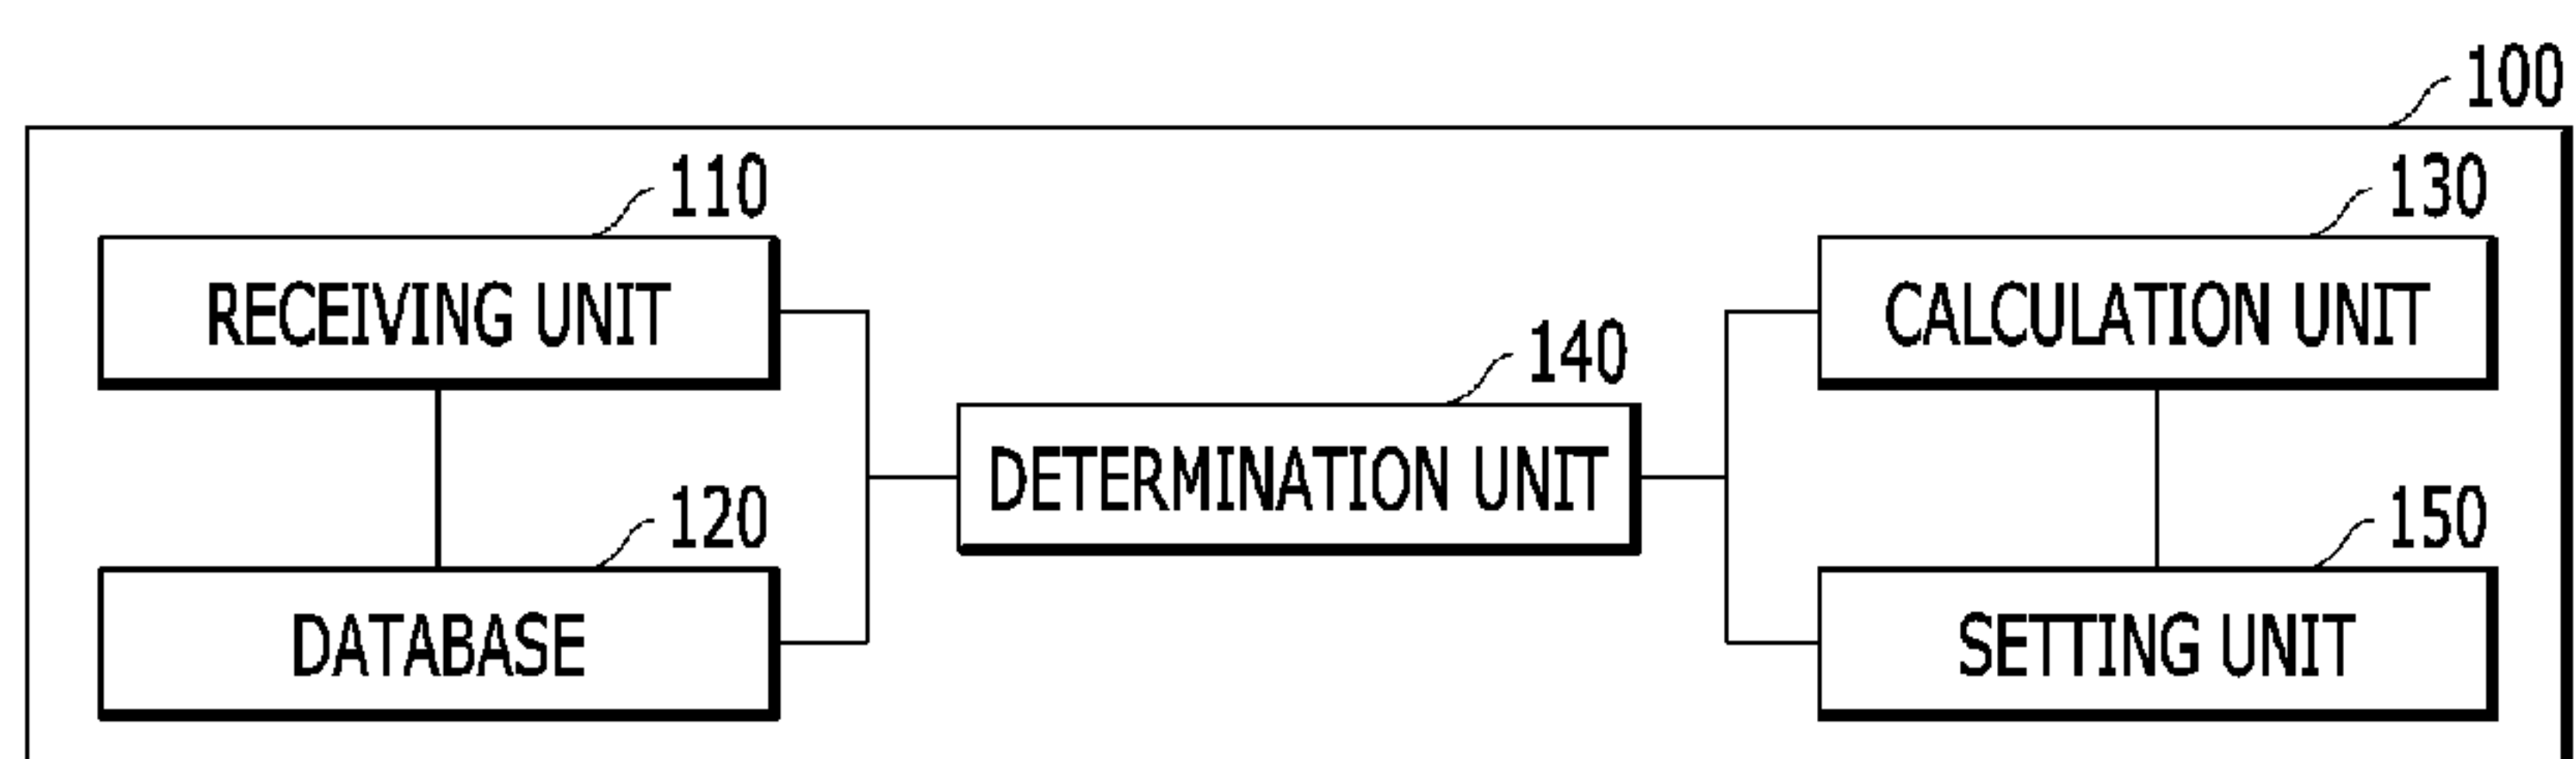 100
110
130
RECEIVING UNIT
CALCULATION UNIT
140
DETERMINATION UNIT
120
150
DATABASE
SETTING UNIT